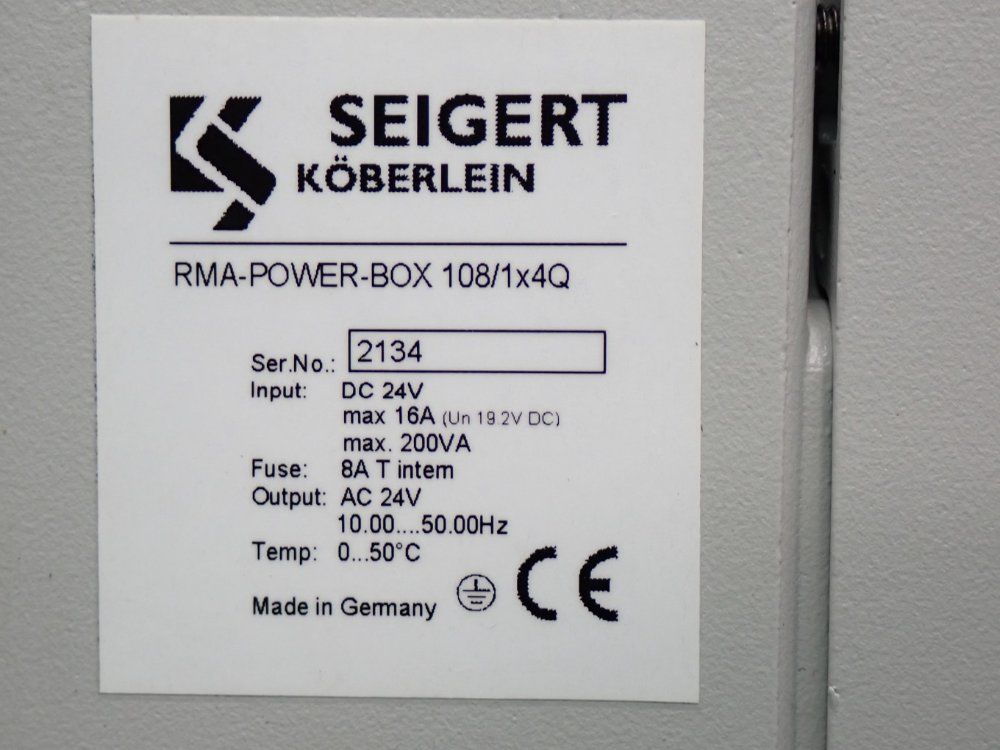 SEIGERT
KÖBERLEIN
RMA-POWER-BOX 108/1x4Q
Ser.No.: 2134
Input: DC 24V
max 16A (Un 19.2V DC)
max. 200VA
Fuse: 8A T intern
Output: AC 24V
10.00....50.00Hz
Temp: 0...50°C
Made in Germany CE